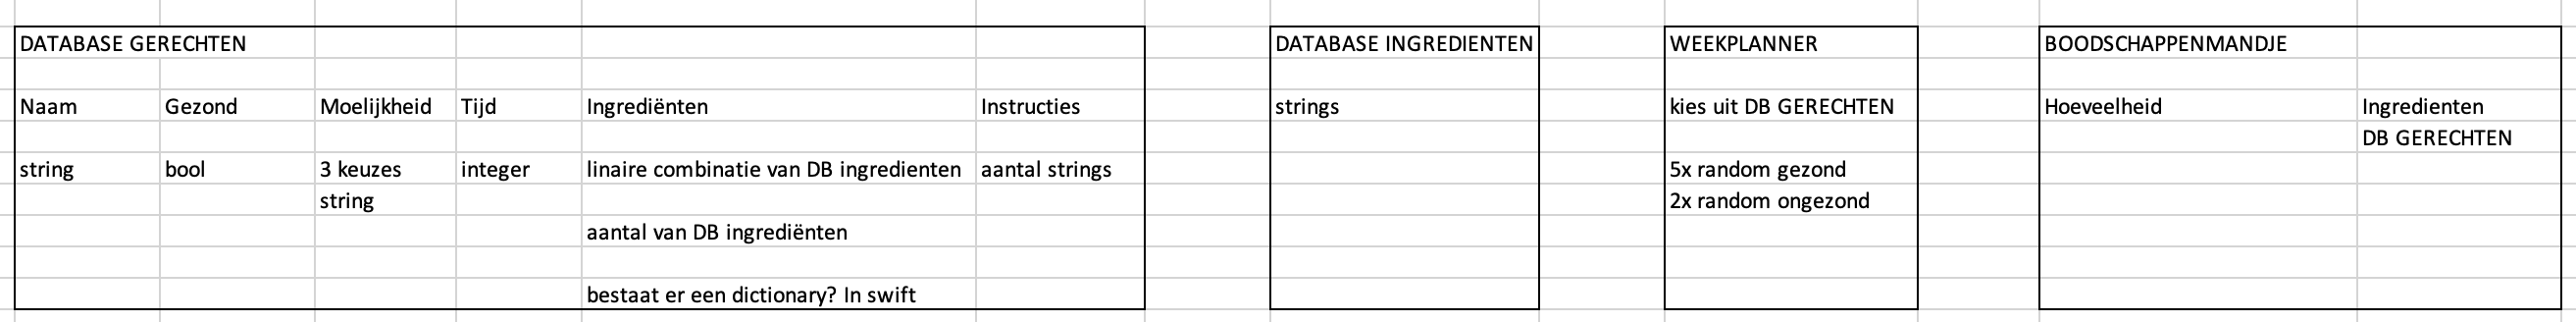 DATABASE GERECHTEN DATABASE INGREDIENTEN WEEKPLANNER BOODSCHAPPENMANDJE
Naam Gezond Moelijkheid Tijd Ingrediënten Instructies strings kies uit DB GERECHTEN Hoeveelheid Ingredienten
DB GERECHTEN
string bool 3 keuzes integer linaire combinatie van DB ingredienten aantal strings 5x random gezond
string 2x random ongezond
aantal van DB ingrediënten
bestaat er een dictionary? In swift